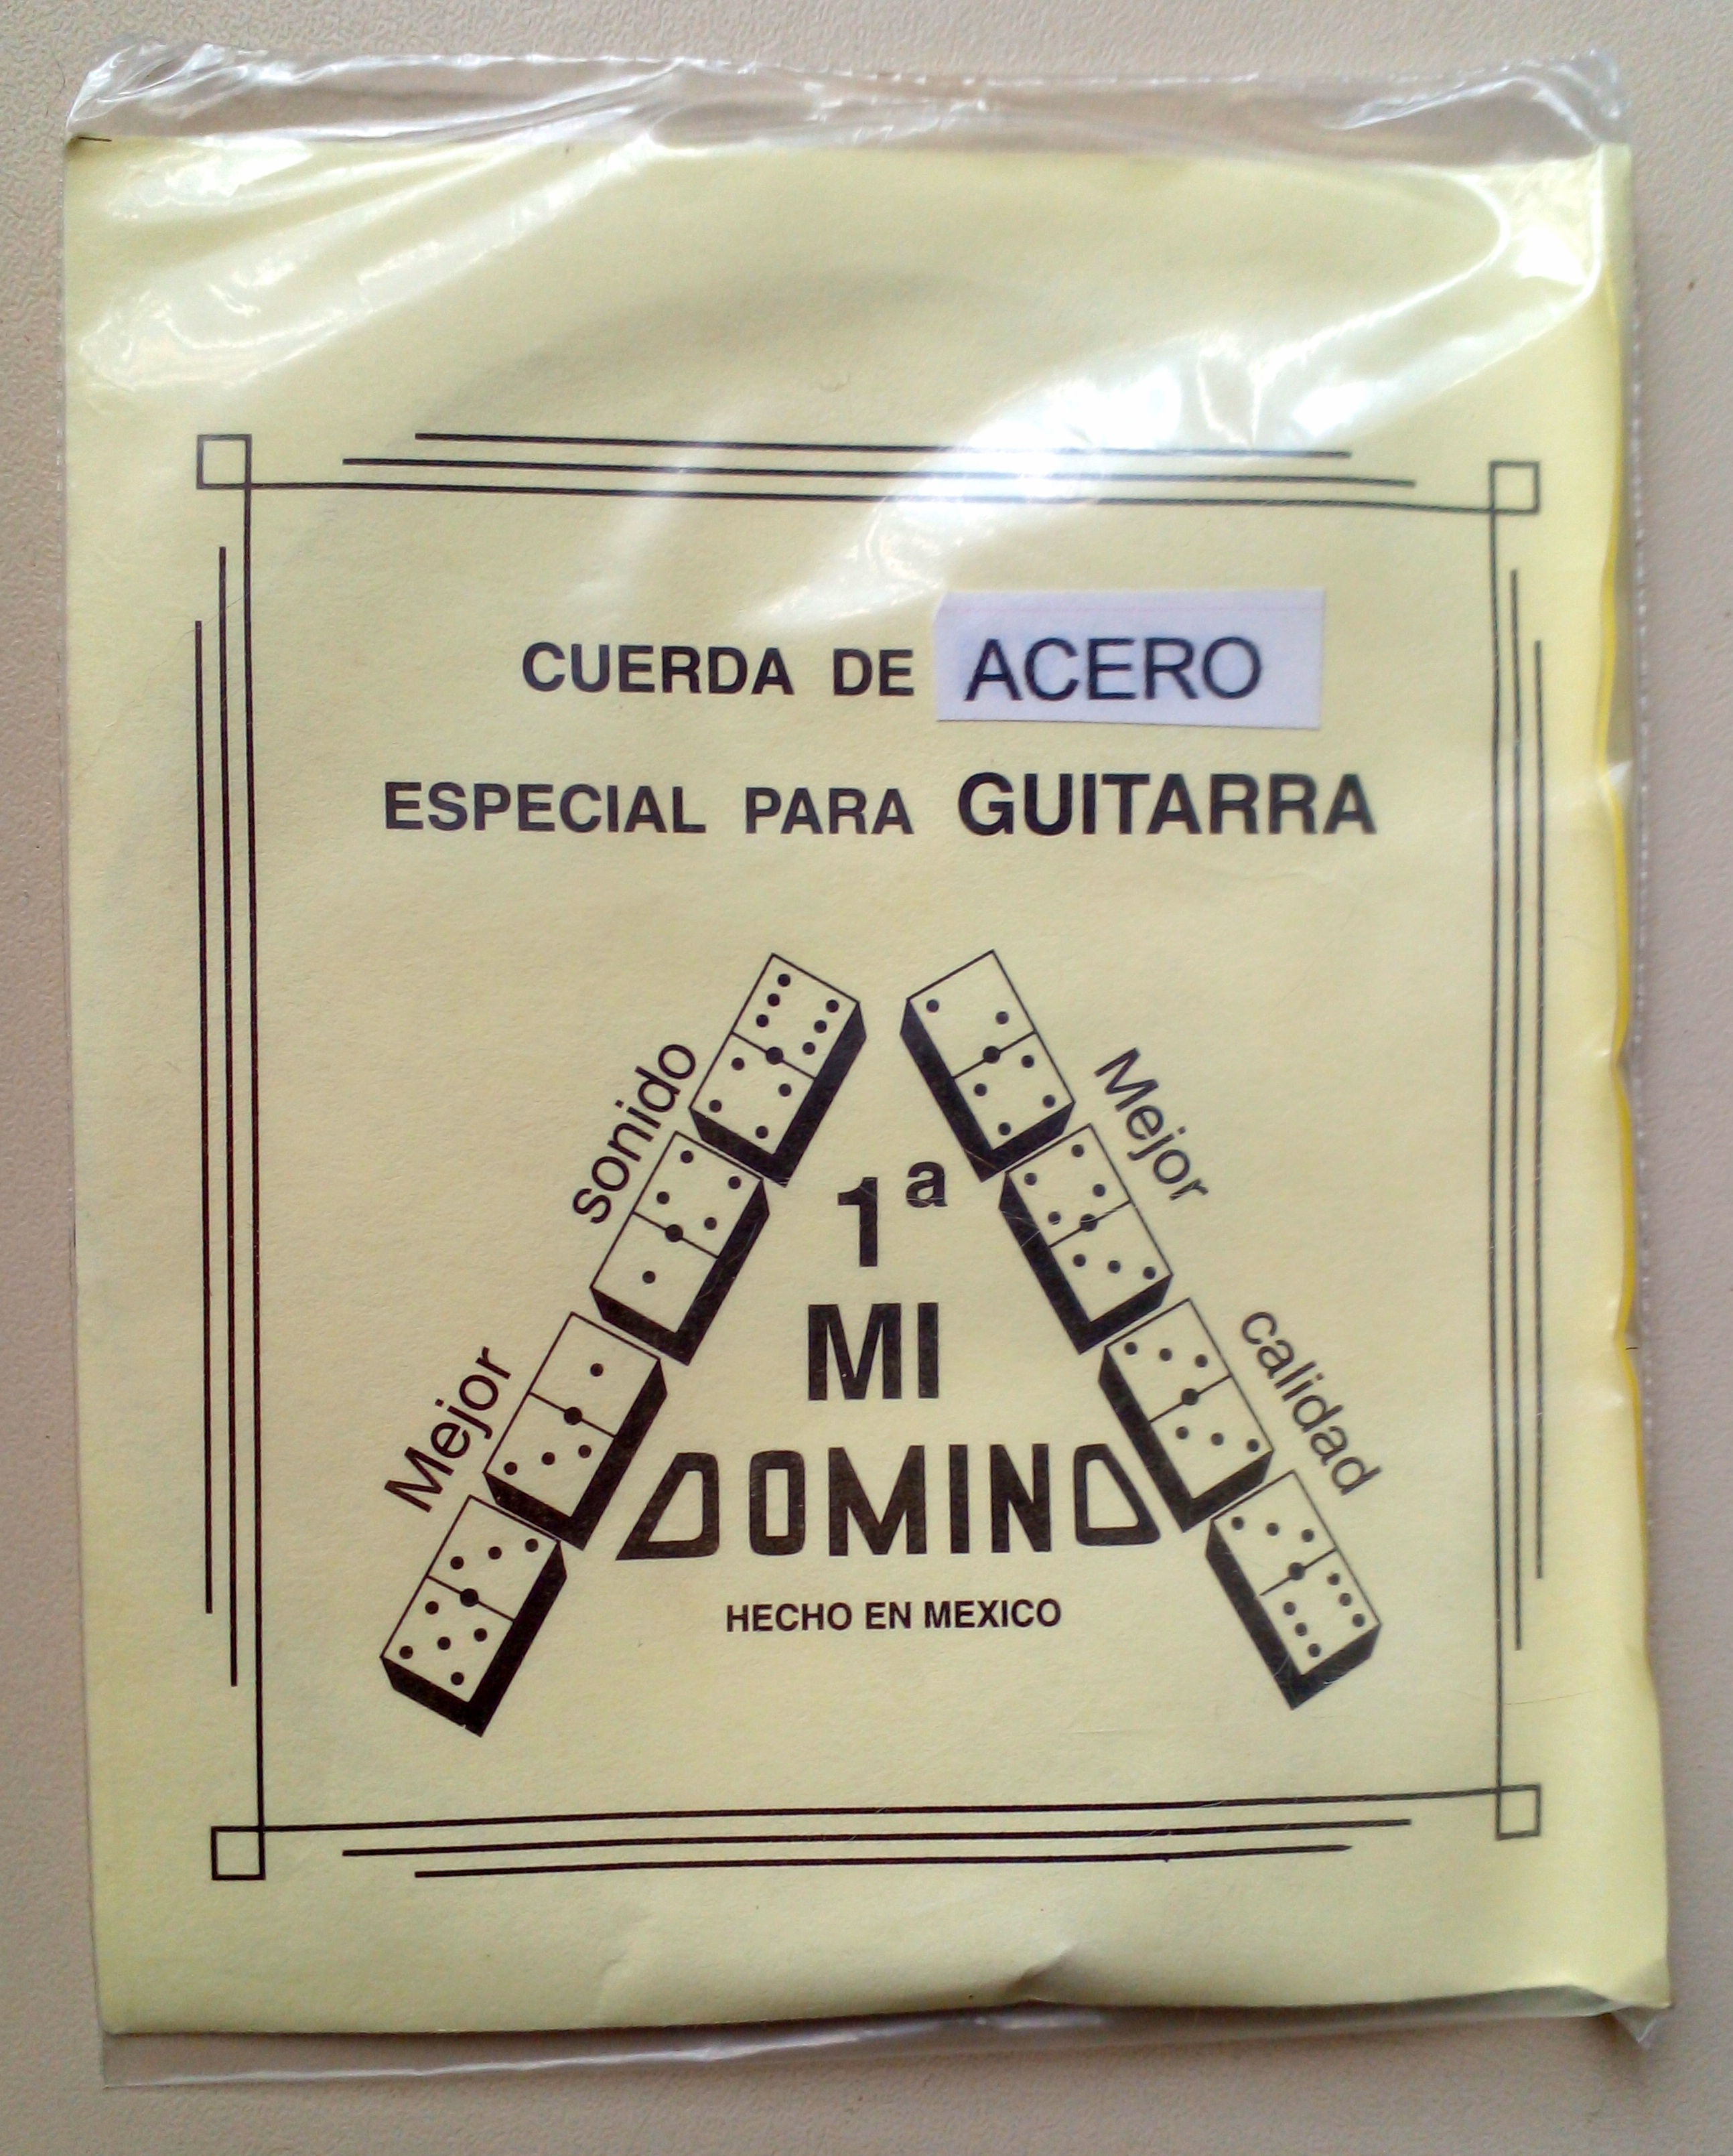 CUERDA DE ACERO
ESPECIAL PARA GUITARRA
Mejor sonido
Mejor calidad
1ª
MI
DOMINO
HECHO EN MEXICO